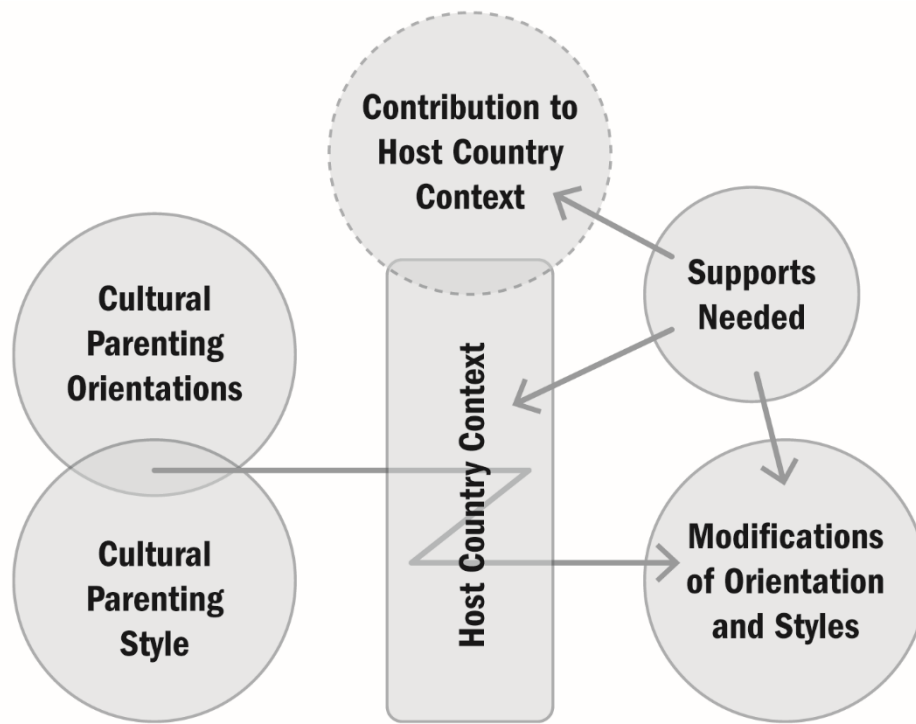 Contribution to
Host Country
Context
Supports
Needed
Cultural
Parenting
Orientations
Host Country Context
Cultural
Parenting
Style
Modifications
of Orientation
and Styles